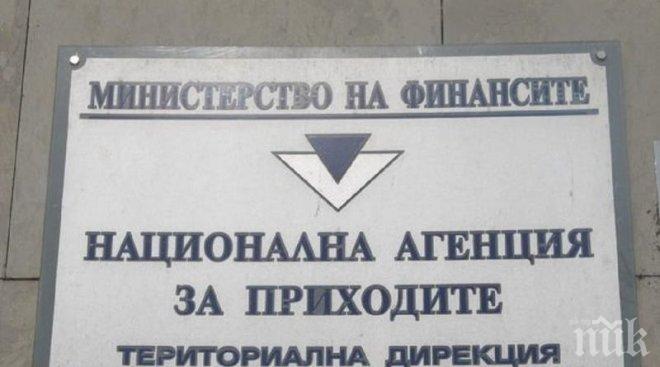 МИНИСТЕРСТВО НА ФИНАНСИТЕ
НАЦИОНАЛНА АГЕНЦИЯ
ЗА ПРИХОДИТЕ
ТЕРИТОРИАЛНА ДИРЕКЦИЯ
пик